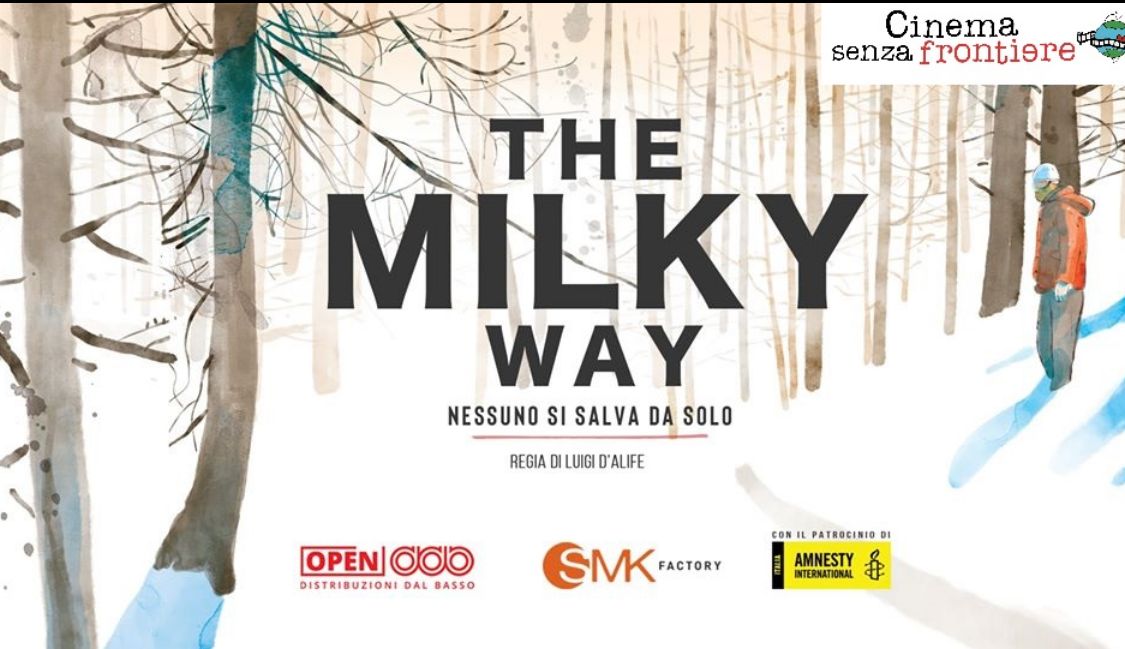 Cinema
senza frontiere
THE
MILKY
WAY
NESSUNO SI SALVA DA SOLO
REGIA DI LUIGI D'ALIFE
OPEN DDB
DISTRIBUZIONI DAL BASSO
SMK FACTORY
CON IL PATROCINIO DI
ITALIA
AMNESTY
INTERNATIONAL